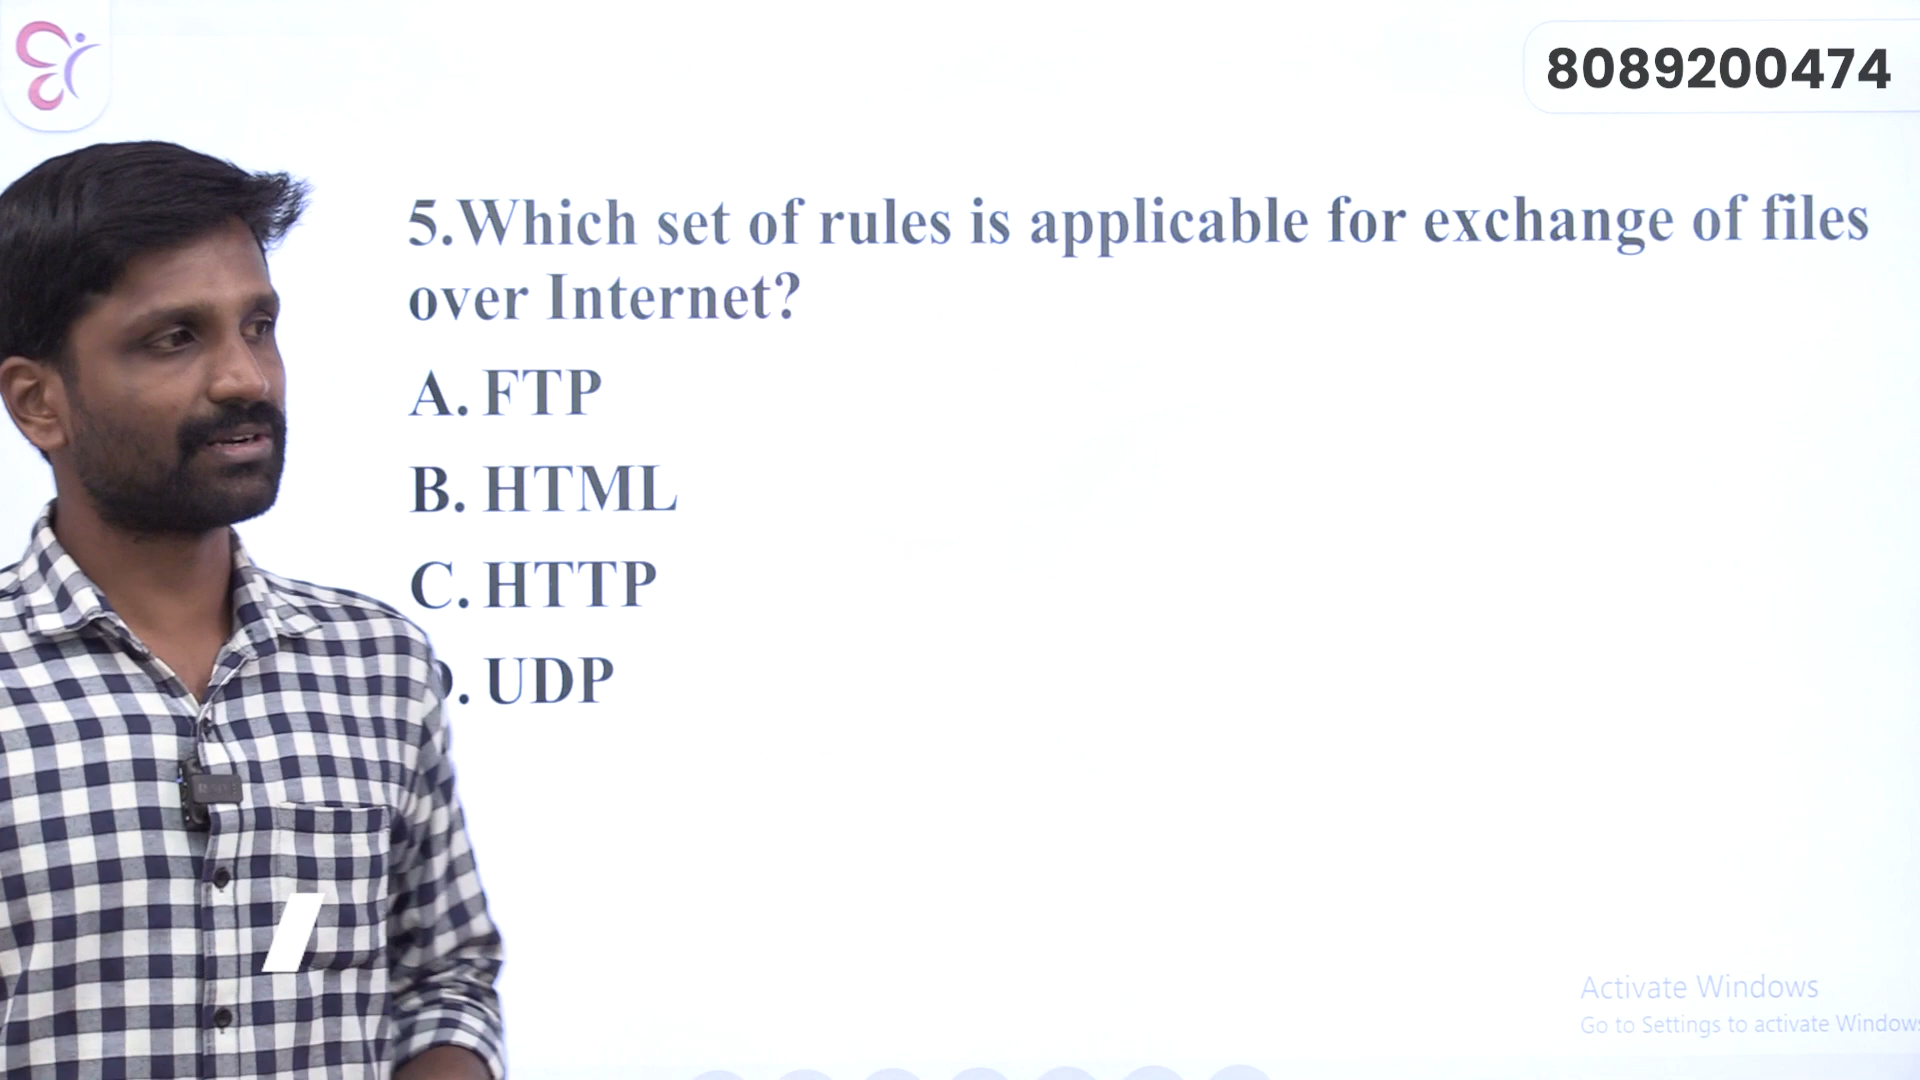 8089200474
5.Which set of rules is applicable for exchange of files
over Internet?
A. FTP
B. HTML
C. HTTP
D. UDP
Activate Windows
Go to Settings to activate Windows